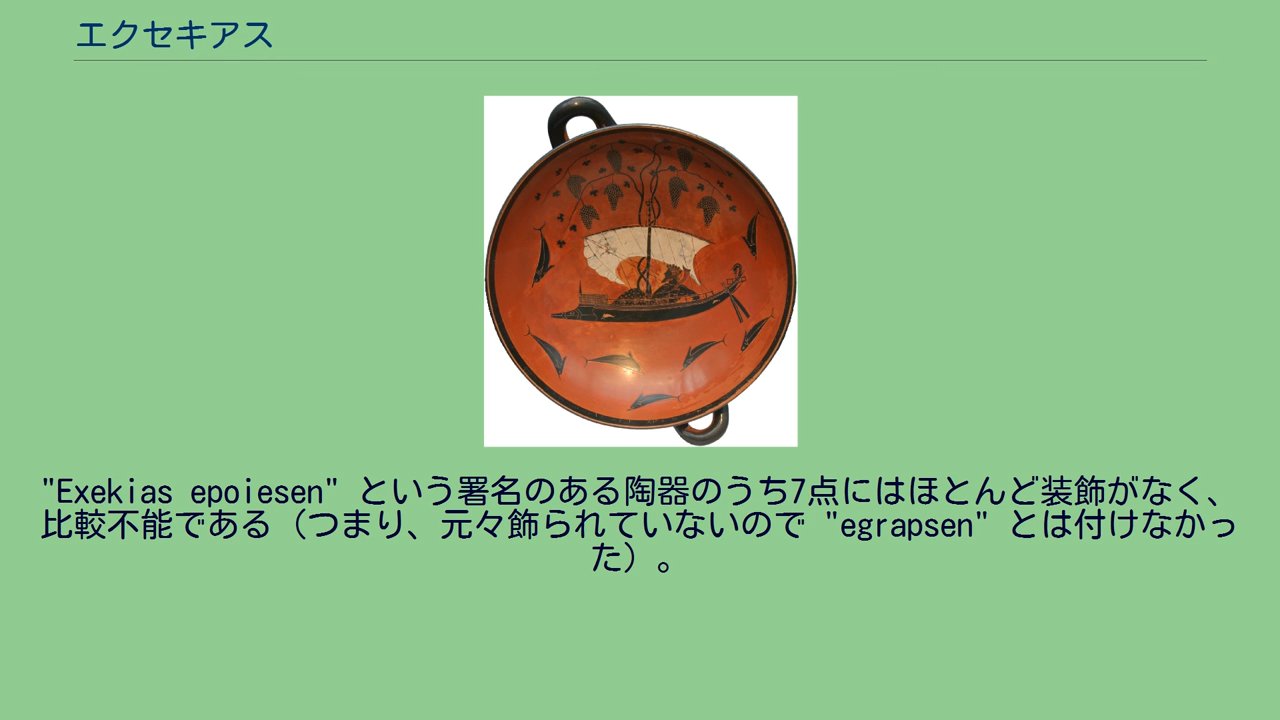 エクセキアス
"Exekias epoiesen" という署名のある陶器のうち7点にはほとんど装飾がなく、
比較不能である（つまり、元々飾られていないので "egrapsen" とは付けなかっ
た）。